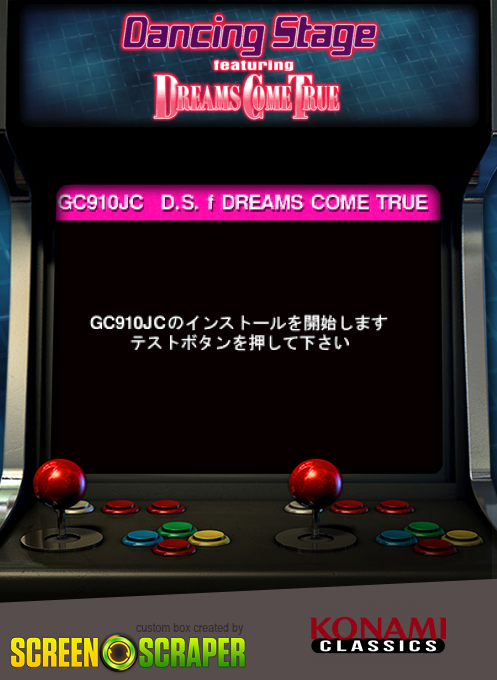 Dancing Stage
featuring
DREAMS COME TRUE
GC910JC D.S. f DREAMS COME TRUE
GC910JCのインストールを開始します
テストボタンを押して下さい
custom box created by
SCREEN SCRAPER
KONAMI
CLASSICS